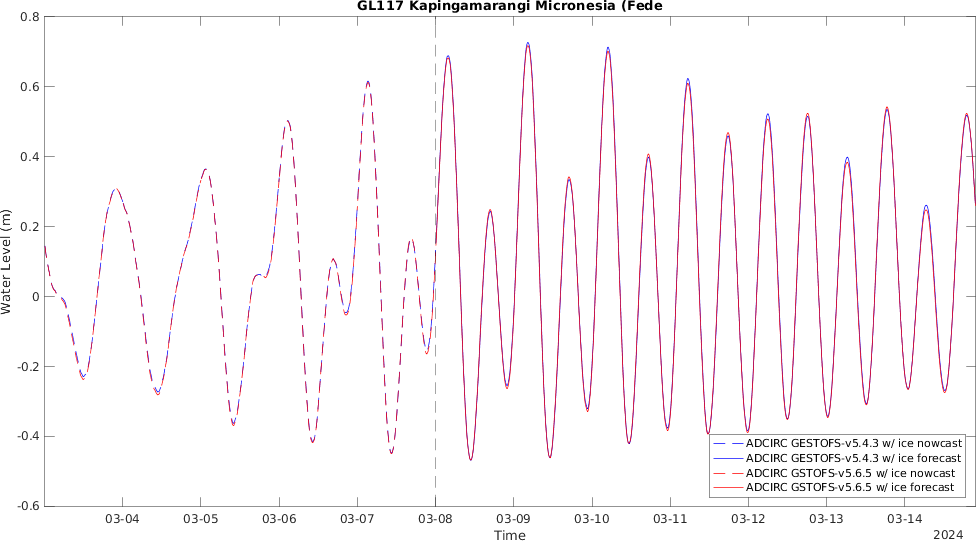 GL117 Kapingamarangi Micronesia (Fede
0.8
0.6
0.4
0.2
0
-0.2
-0.4
-0.6
Water Level (m)
ADCIRC GESTOFS-v5.4.3 w/ ice nowcast
ADCIRC GESTOFS-v5.4.3 w/ ice forecast
ADCIRC GSTOFS-v5.6.5 w/ ice nowcast
ADCIRC GSTOFS-v5.6.5 w/ ice forecast
03-04 03-05 03-06 03-07 03-08 03-09 03-10 03-11 03-12 03-13 03-14
Time
2024